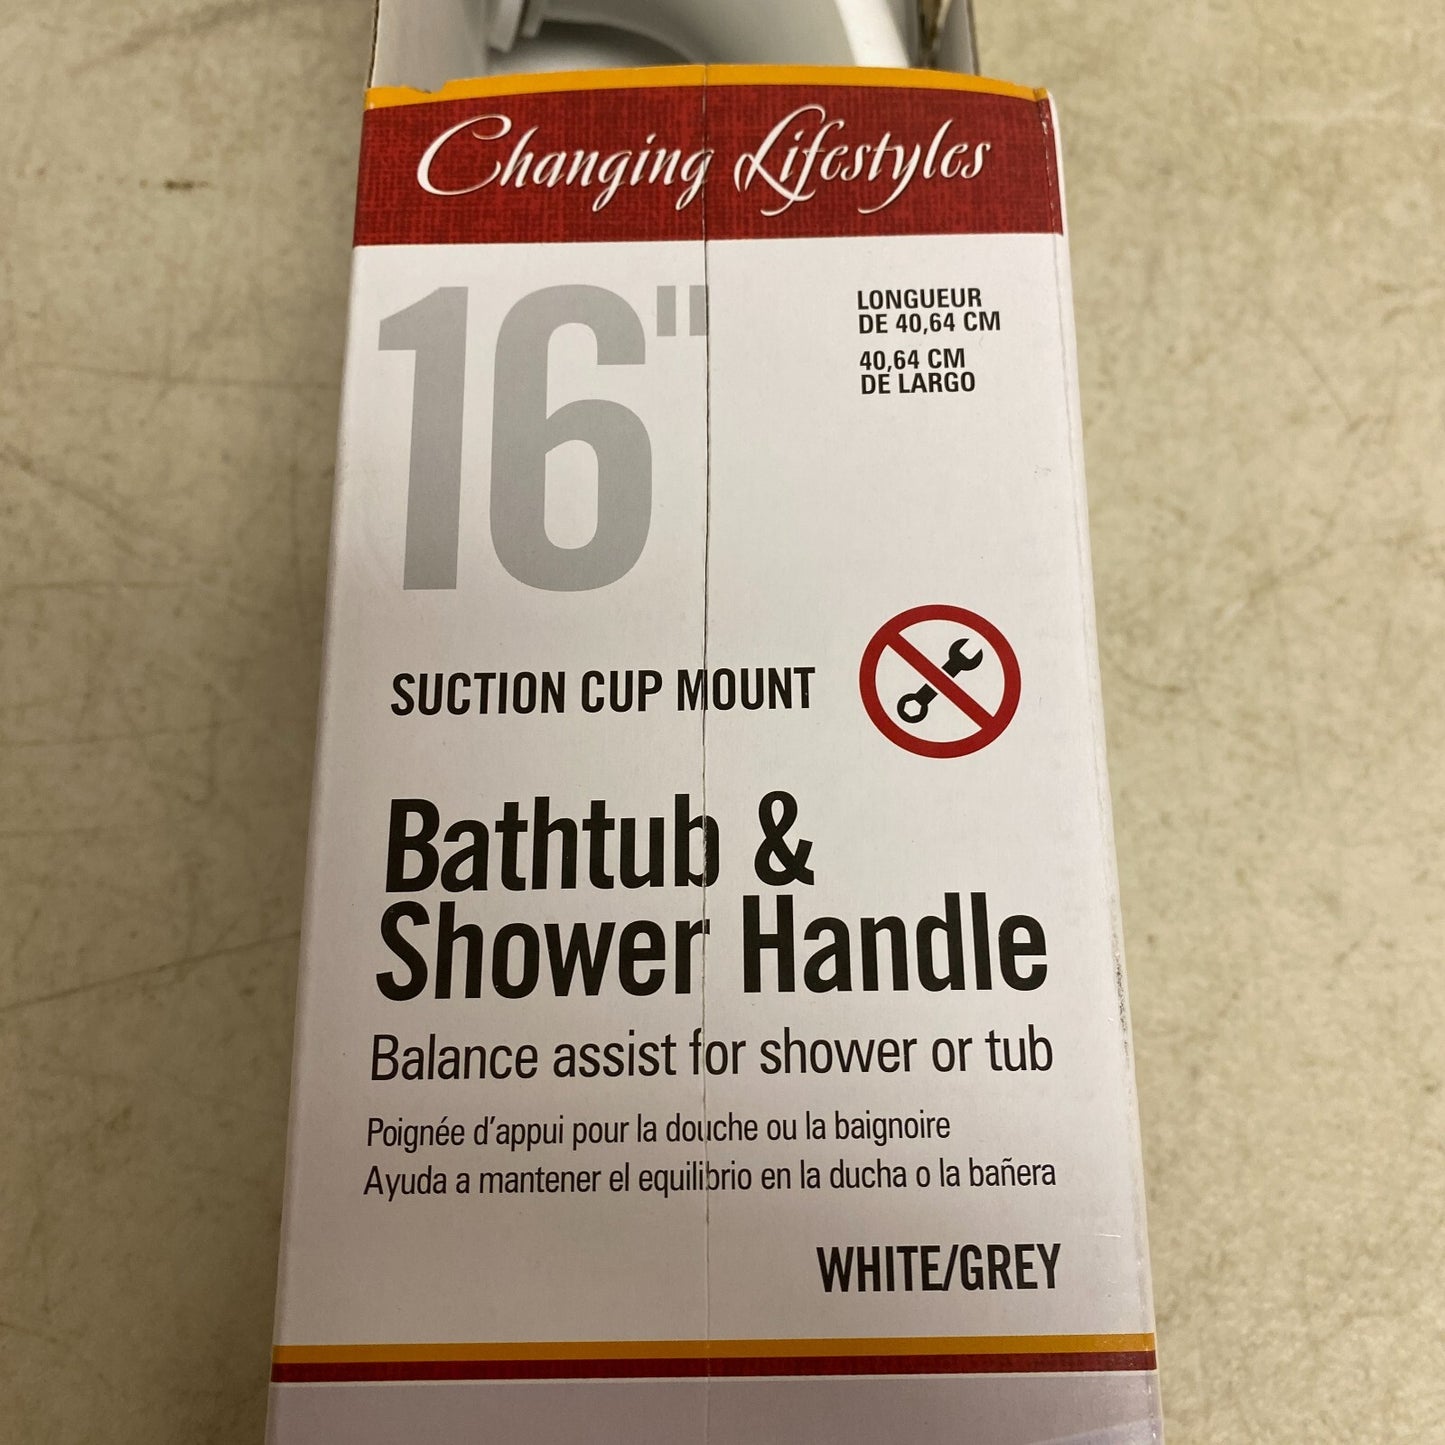 Changing Lifestyles
16"
LONGUEUR
DE 40,64 CM
40,64 CM
DE LARGO
SUCTION CUP MOUNT
Bathtub &
Shower Handle
Balance assist for shower or tub
Poignée d'appui pour la douche ou la baignoire
Ayuda a mantener el equilibrio en la ducha o la bañera
WHITE/GREY